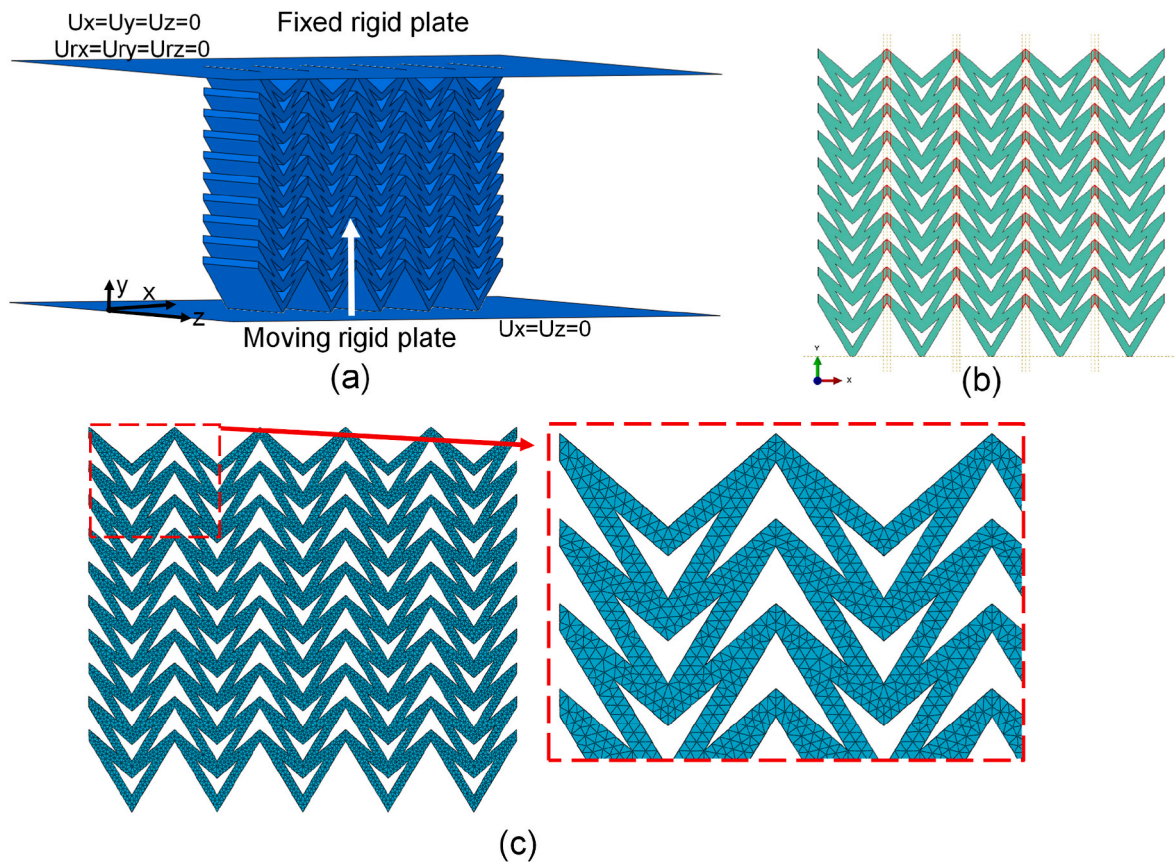 Ux=Uy=Uz=0
Urx=Ury=Urz=0
Fixed rigid plate
y
x
z
Moving rigid plate
Ux=Uz=0
(a)
Y
X
(b)
(c)